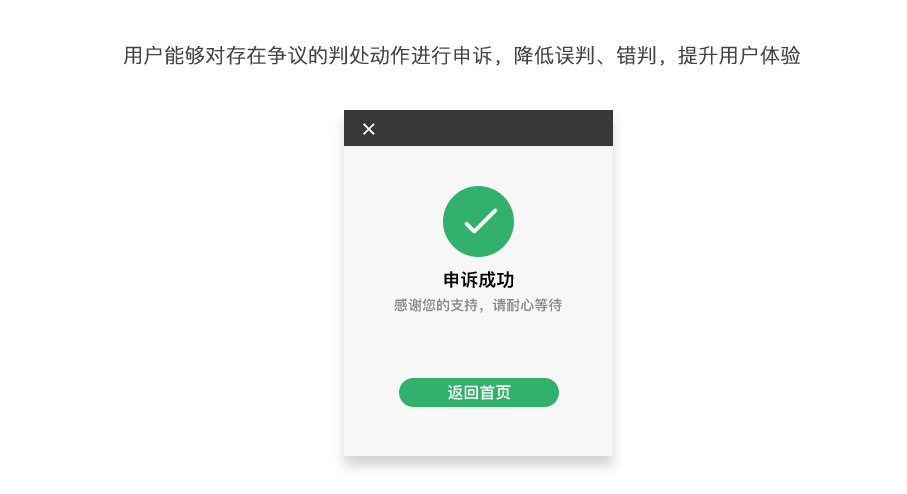 用户能够对存在争议的判处动作进行申诉，降低误判、错判，提升用户体验
申诉成功
感谢您的支持，请耐心等待
返回首页